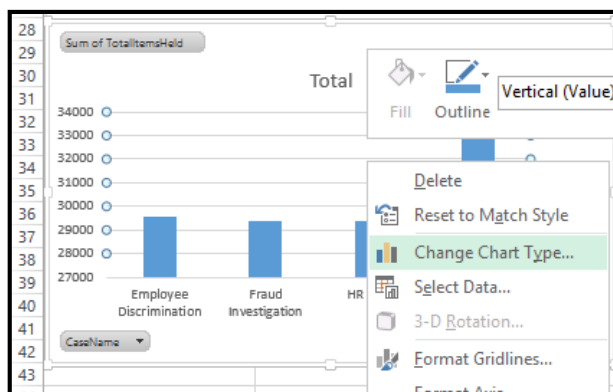 28
29
30
31
32
33
34
35
36
37
38
39
40
41
42
43
Sum of TotalItemsHeld
Total
34000
33000
32000
31000
30000
29000
28000
27000
Employee
Discrimination
Fraud
Investigation
HR
CaseName
Fill
Outline
Vertical (Value)
Delete
Reset to Match Style
Change Chart Type...
Select Data...
3-D Rotation...
Format Gridlines...
Format Axis